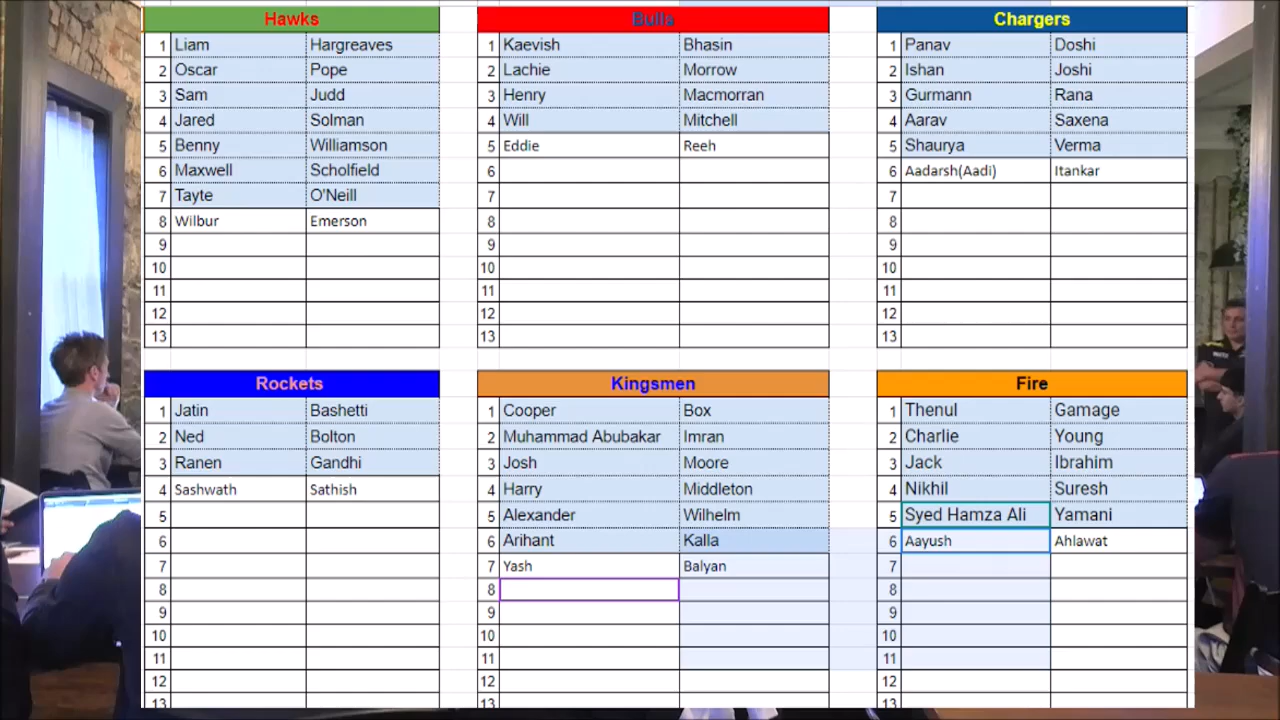 Hawks
1 Liam Hargreaves
2 Oscar Pope
3 Sam Judd
4 Jared Solman
5 Benny Williamson
6 Maxwell Scholfield
7 Tayte O'Neill
8 Wilbur Emerson
9
10
11
12
13
Bulls
1 Kaevish Bhasin
2 Lachie Morrow
3 Henry Macmorran
4 Will Mitchell
5 Eddie Reeh
6
7
8
9
10
11
12
13
Chargers
1 Panav Doshi
2 Ishan Joshi
3 Gurmann Rana
4 Aarav Saxena
5 Shaurya Verma
6 Aadarsh(Aadi) Itankar
7
8
9
10
11
12
13
Rockets
1 Jatin Bashetti
2 Ned Bolton
3 Ranen Gandhi
4 Sashwath Sathish
5
6
7
8
9
10
11
12
13
Kingsmen
1 Cooper Box
2 Muhammad Abubakar Imran
3 Josh Moore
4 Harry Middleton
5 Alexander Wilhelm
6 Arihant Kalla
7 Yash Balyan
8
9
10
11
12
13
Fire
1 Thenul Gamage
2 Charlie Young
3 Jack Ibrahim
4 Nikhil Suresh
5 Syed Hamza Ali Yamani
6 Aayush Ahlawat
7
8
9
10
11
12
13